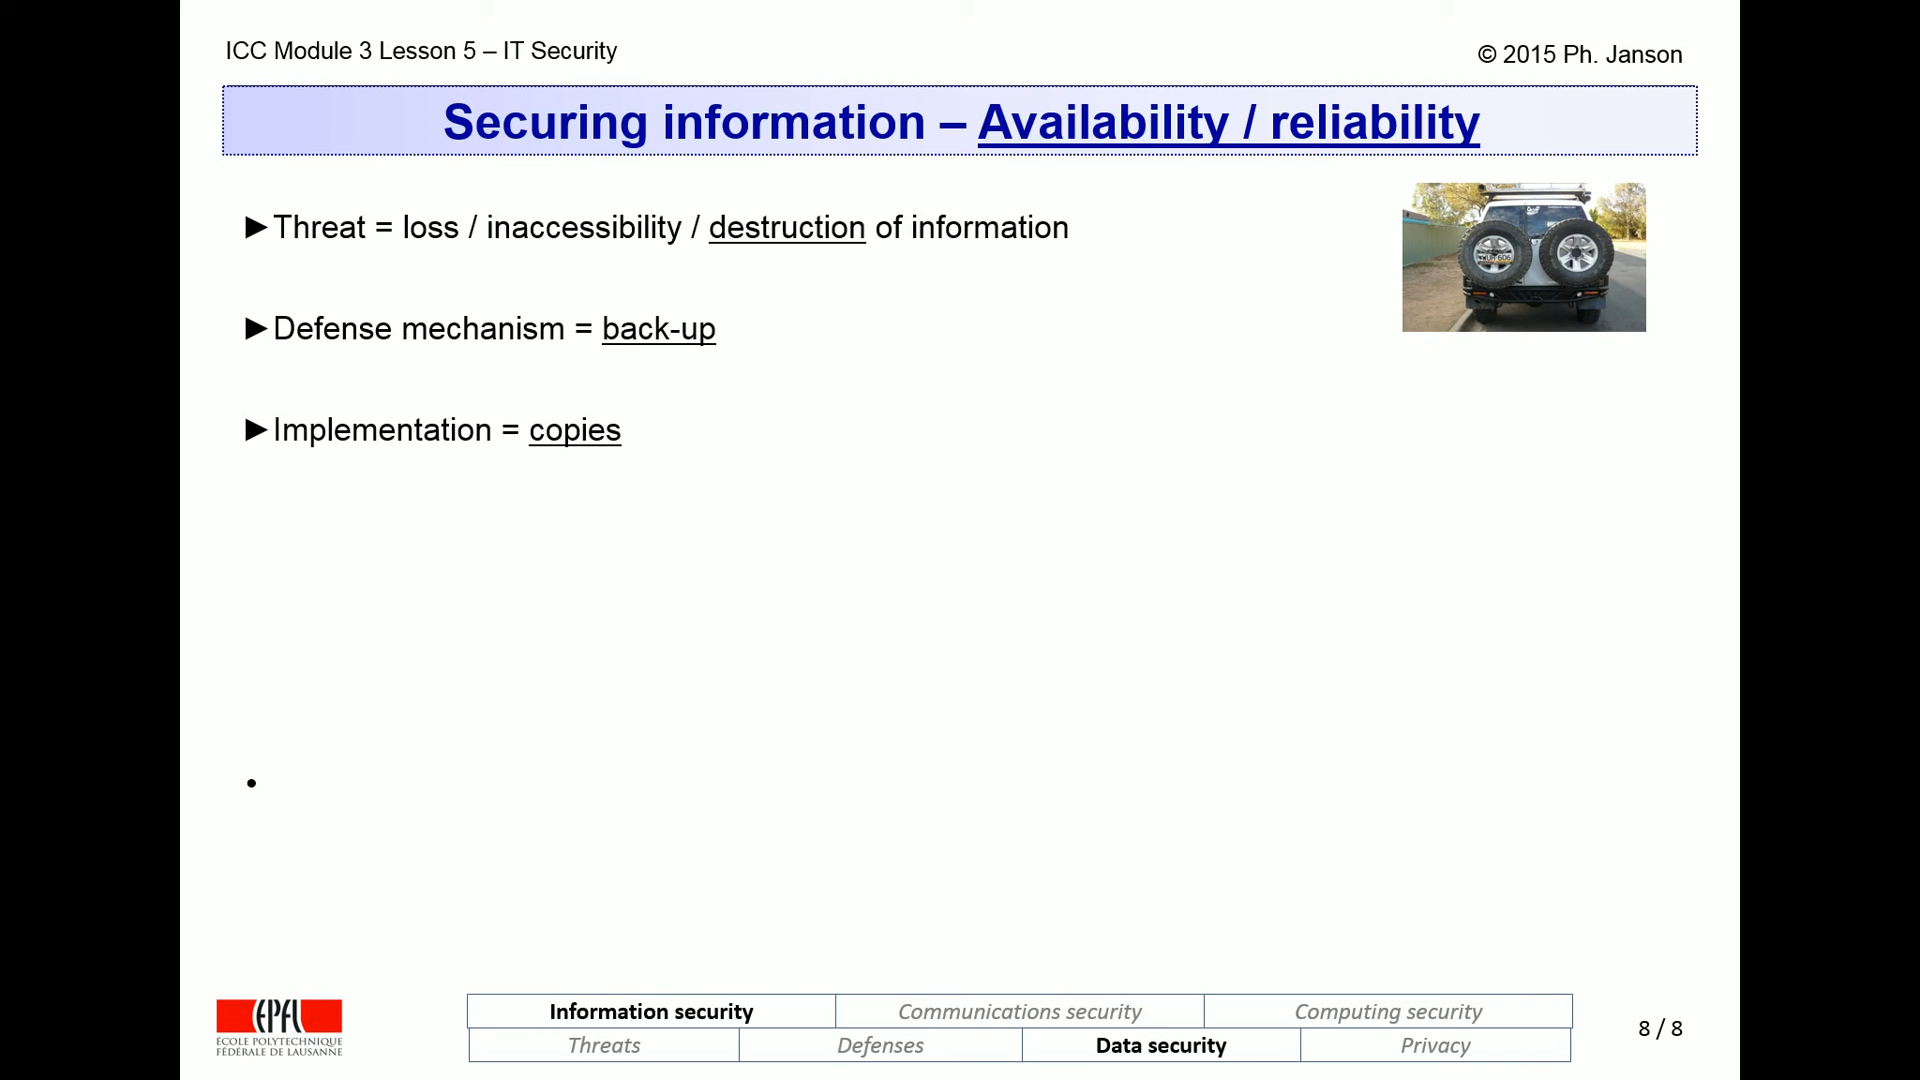 ICC Module 3 Lesson 5 – IT Security
© 2015 Ph. Janson
Securing information – Availability / reliability
►Threat = loss / inaccessibility / destruction of information
►Defense mechanism = back-up
►Implementation = copies
•
EPFL
ÉCOLE POLYTECHNIQUE
FÉDÉRALE DE LAUSANNE
Information security
Communications security
Computing security
Threats
Defenses
Data security
Privacy
8 / 8